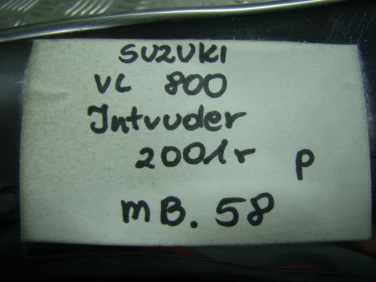 SUZUKI
VL 800
Intruder
2001r P
mB. 58